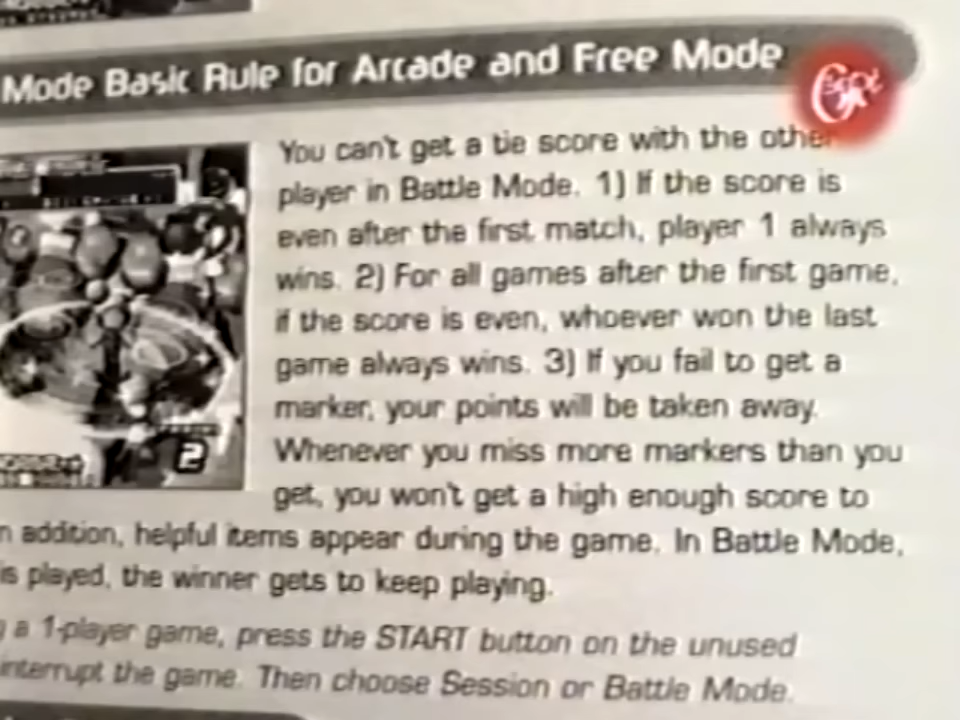 Mode Basic Rule for Arcade and Free Mode
You can't get a tie score with the other
player in Battle Mode. 1) If the score is
even after the first match, player 1 always
wins. 2) For all games after the first game,
if the score is even, whoever won the last
game always wins. 3) If you fail to get a
marker, your points will be taken away.
Whenever you miss more markers than you
get, you won't get a high enough score to
n addition, helpful items appear during the game. In Battle Mode,
is played, the winner gets to keep playing.
g a 1-player game, press the START button on the unused
interrupt the game. Then choose Session or Battle Mode.
2